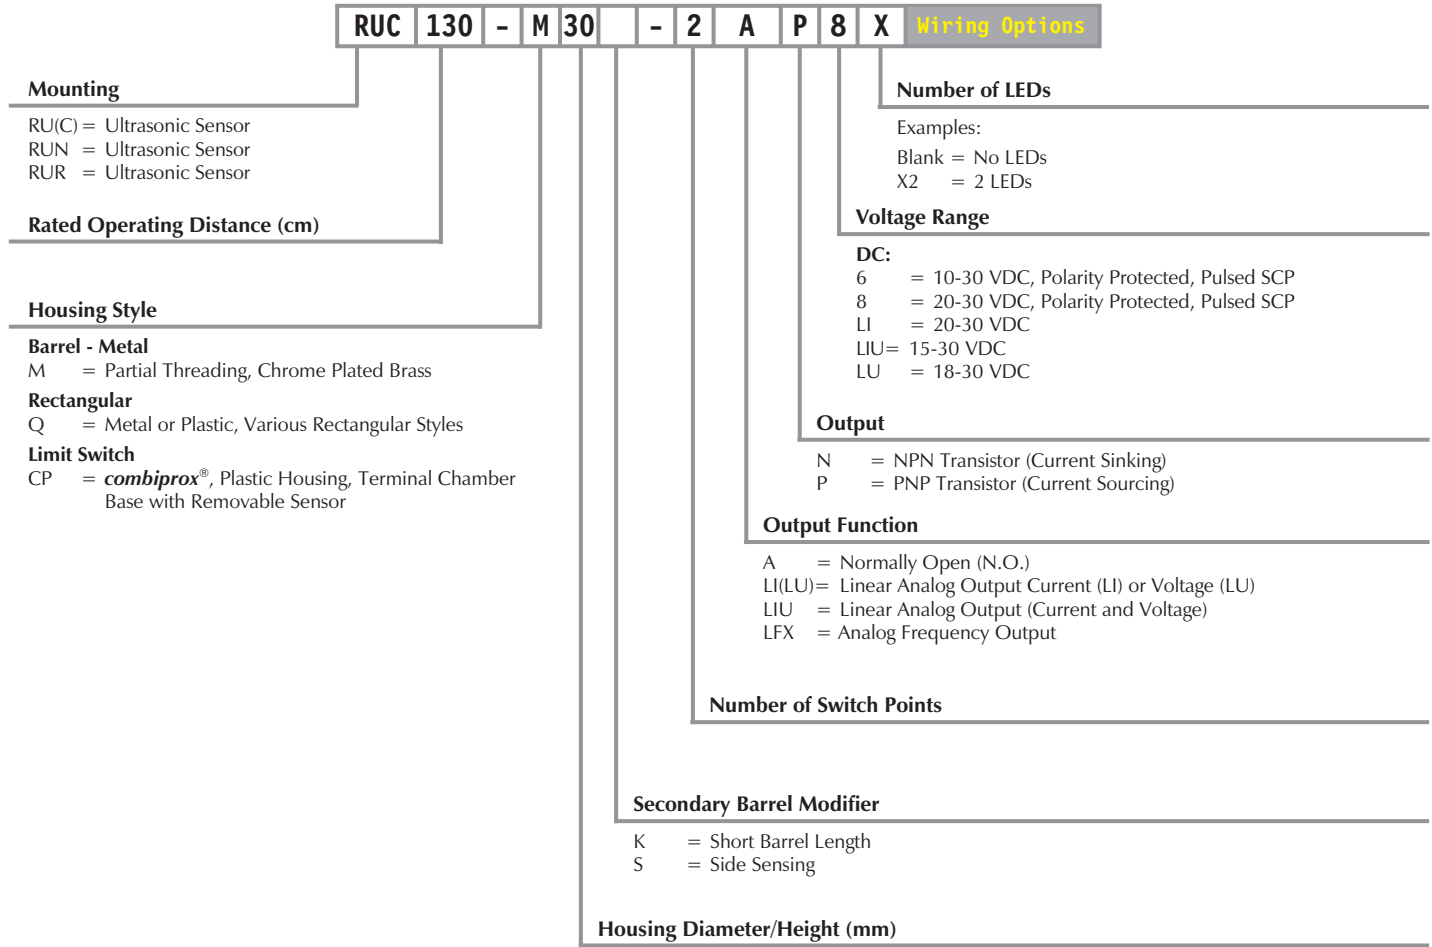 RUC 130 - M 30 - 2 A P 8 X Wiring Options
Mounting
RU(C) = Ultrasonic Sensor
RUN = Ultrasonic Sensor
RUR = Ultrasonic Sensor
Rated Operating Distance (cm)
Housing Style
Barrel - Metal
M = Partial Threading, Chrome Plated Brass
Rectangular
Q = Metal or Plastic, Various Rectangular Styles
Limit Switch
CP = combiprox®, Plastic Housing, Terminal Chamber
Base with Removable Sensor
Number of LEDs
Examples:
Blank = No LEDs
X2 = 2 LEDs
Voltage Range
DC:
6 = 10-30 VDC, Polarity Protected, Pulsed SCP
8 = 20-30 VDC, Polarity Protected, Pulsed SCP
LI = 20-30 VDC
LIU= 15-30 VDC
LU = 18-30 VDC
Output
N = NPN Transistor (Current Sinking)
P = PNP Transistor (Current Sourcing)
Output Function
A = Normally Open (N.O.)
LI(LU)= Linear Analog Output Current (LI) or Voltage (LU)
LIU = Linear Analog Output (Current and Voltage)
LFX = Analog Frequency Output
Number of Switch Points
Secondary Barrel Modifier
K = Short Barrel Length
S = Side Sensing
Housing Diameter/Height (mm)